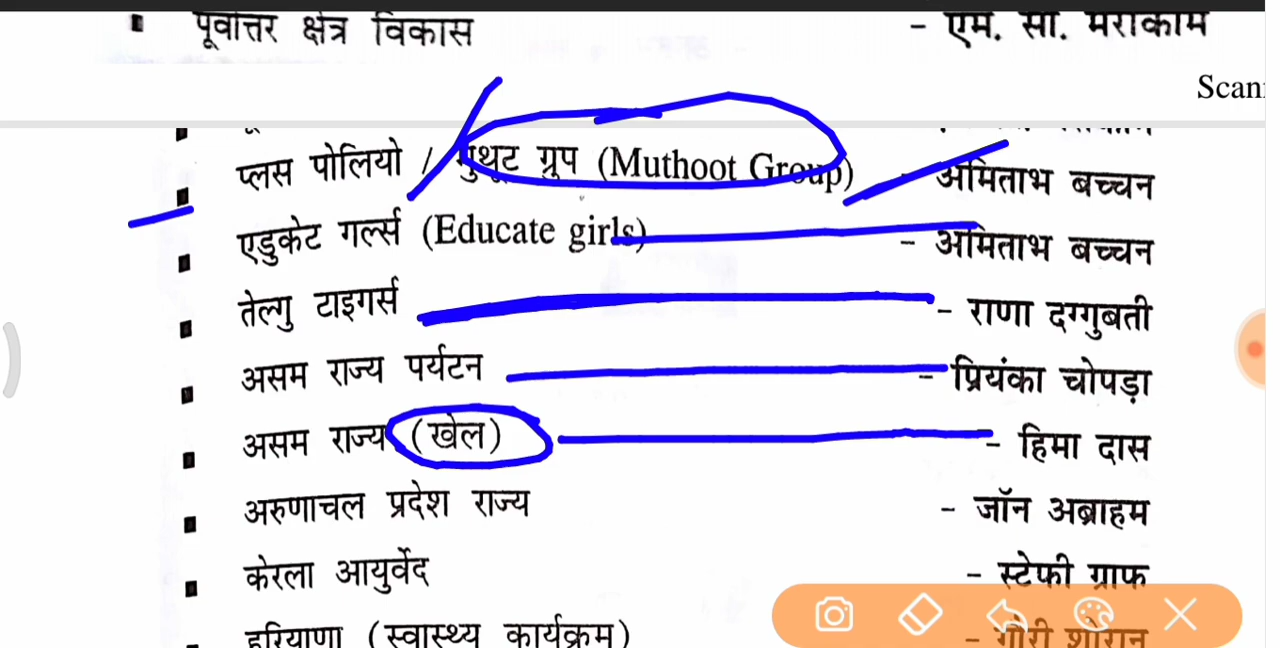 पूर्वोत्तर क्षेत्र विकास - एम. सी. मेरीकॉम
Scan
प्लस पोलियो / मुथूट ग्रुप (Muthoot Group) - अमिताभ बच्चन
एडुकेट गर्ल्स (Educate girls) - अमिताभ बच्चन
तेल्गु टाइगर्स - राणा दग्गुबती
असम राज्य पर्यटन - प्रियंका चोपड़ा
असम राज्य (खेल) - हिमा दास
अरुणाचल प्रदेश राज्य - जॉन अब्राहम
केरला आयुर्वेद - स्टेफी ग्राफ
हरियाणा (स्वास्थ्य कार्यक्रम) - गौरी शोरान